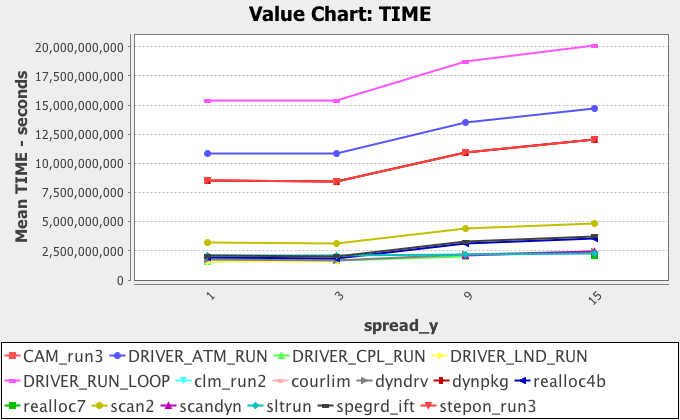 Value Chart: TIME
Mean TIME - seconds
20,000,000,000
17,500,000,000
15,000,000,000
12,500,000,000
10,000,000,000
7,500,000,000
5,000,000,000
2,500,000,000
0
1 3 9 15
spread_y
CAM_run3 DRIVER_ATM_RUN DRIVER_CPL_RUN DRIVER_LND_RUN
DRIVER_RUN_LOOP clm_run2 courlim dyndrv dynpkg realloc4b
realloc7 scan2 scandyn sltrun spegrd_ift stepon_run3